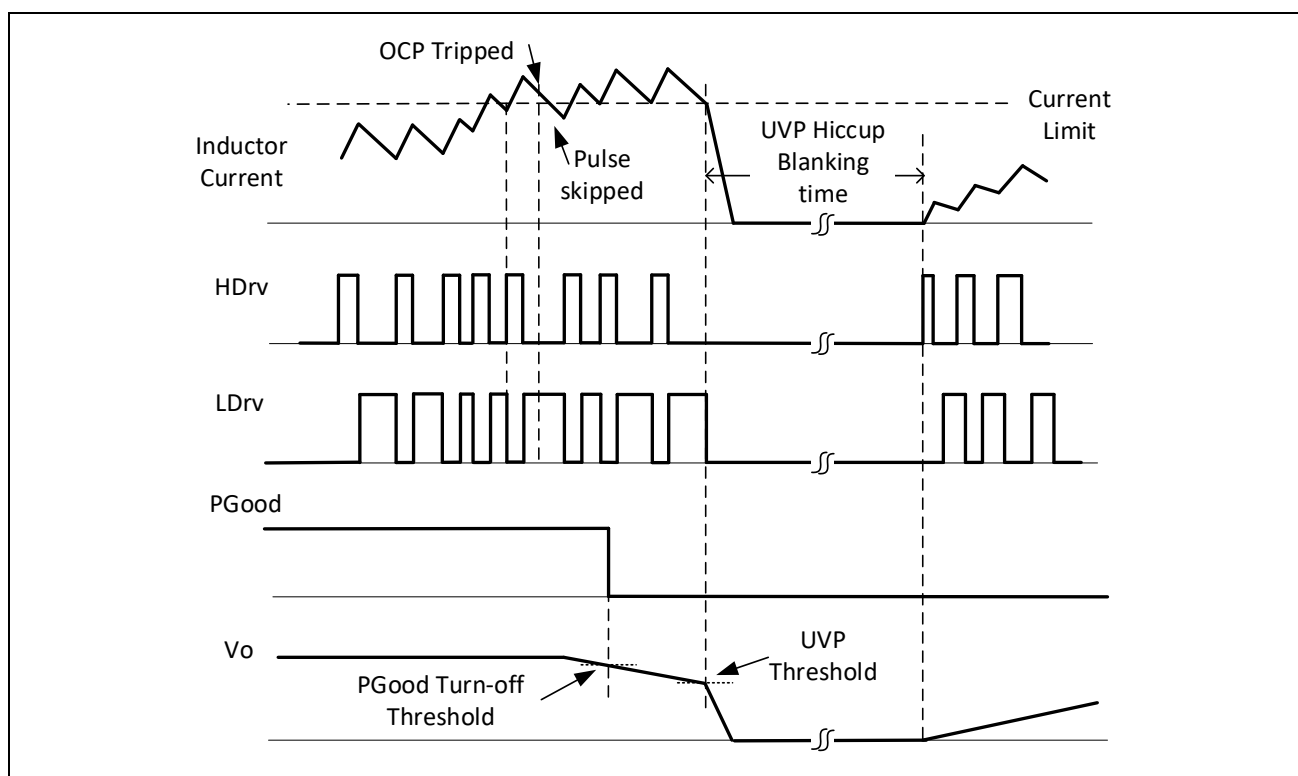 OCP Tripped
Current
Limit
UVP Hiccup
Blanking
time
Inductor
Current
Pulse
skipped
HDrv
LDrv
PGood
Vo
UVP
Threshold
PGood Turn-off
Threshold